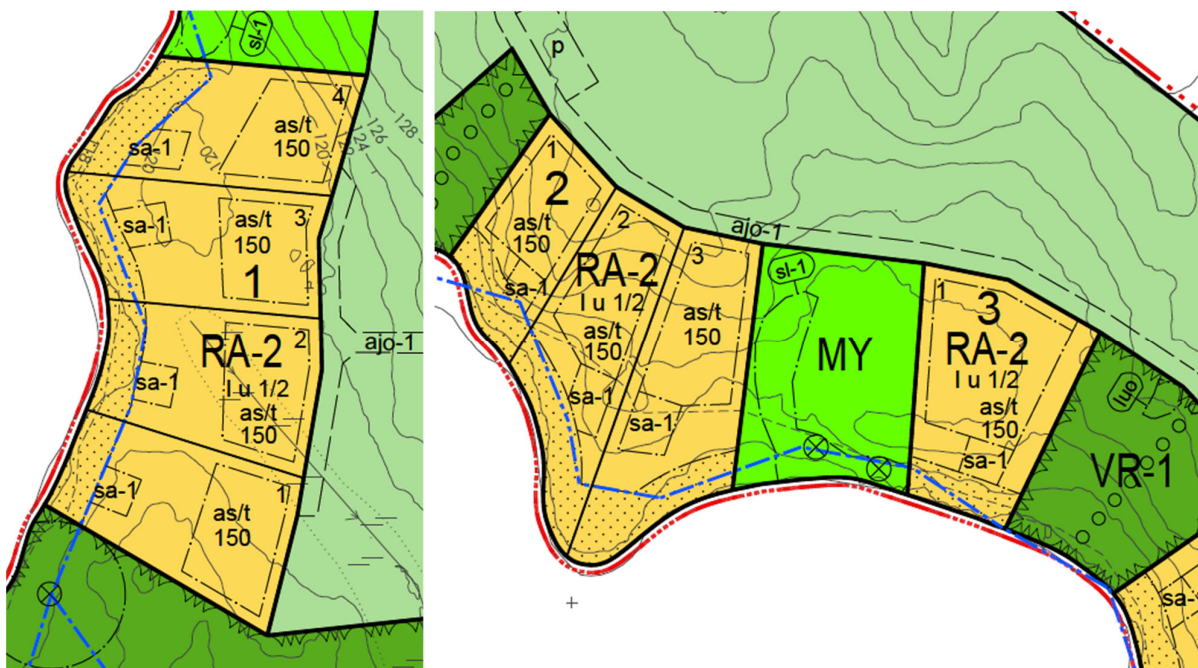 sl-1
4
as/t
150
sa-1
120
120
128
126
124
120
3
sa-1
as/t
150
1
RA-2
2
I u 1/2
sa-1
as/t
150
ajo-1
sa-1
1
as/t
150
p
1
2
as/t
150
2
RA-2
I u 1/2
3
sa-1
as/t
150
as/t
150
sa-1
sa-1
ajo-1
sl-1
MY
1
3
RA-2
I u 1/2
as/t
150
sa-1
luo
VR-1
sa-